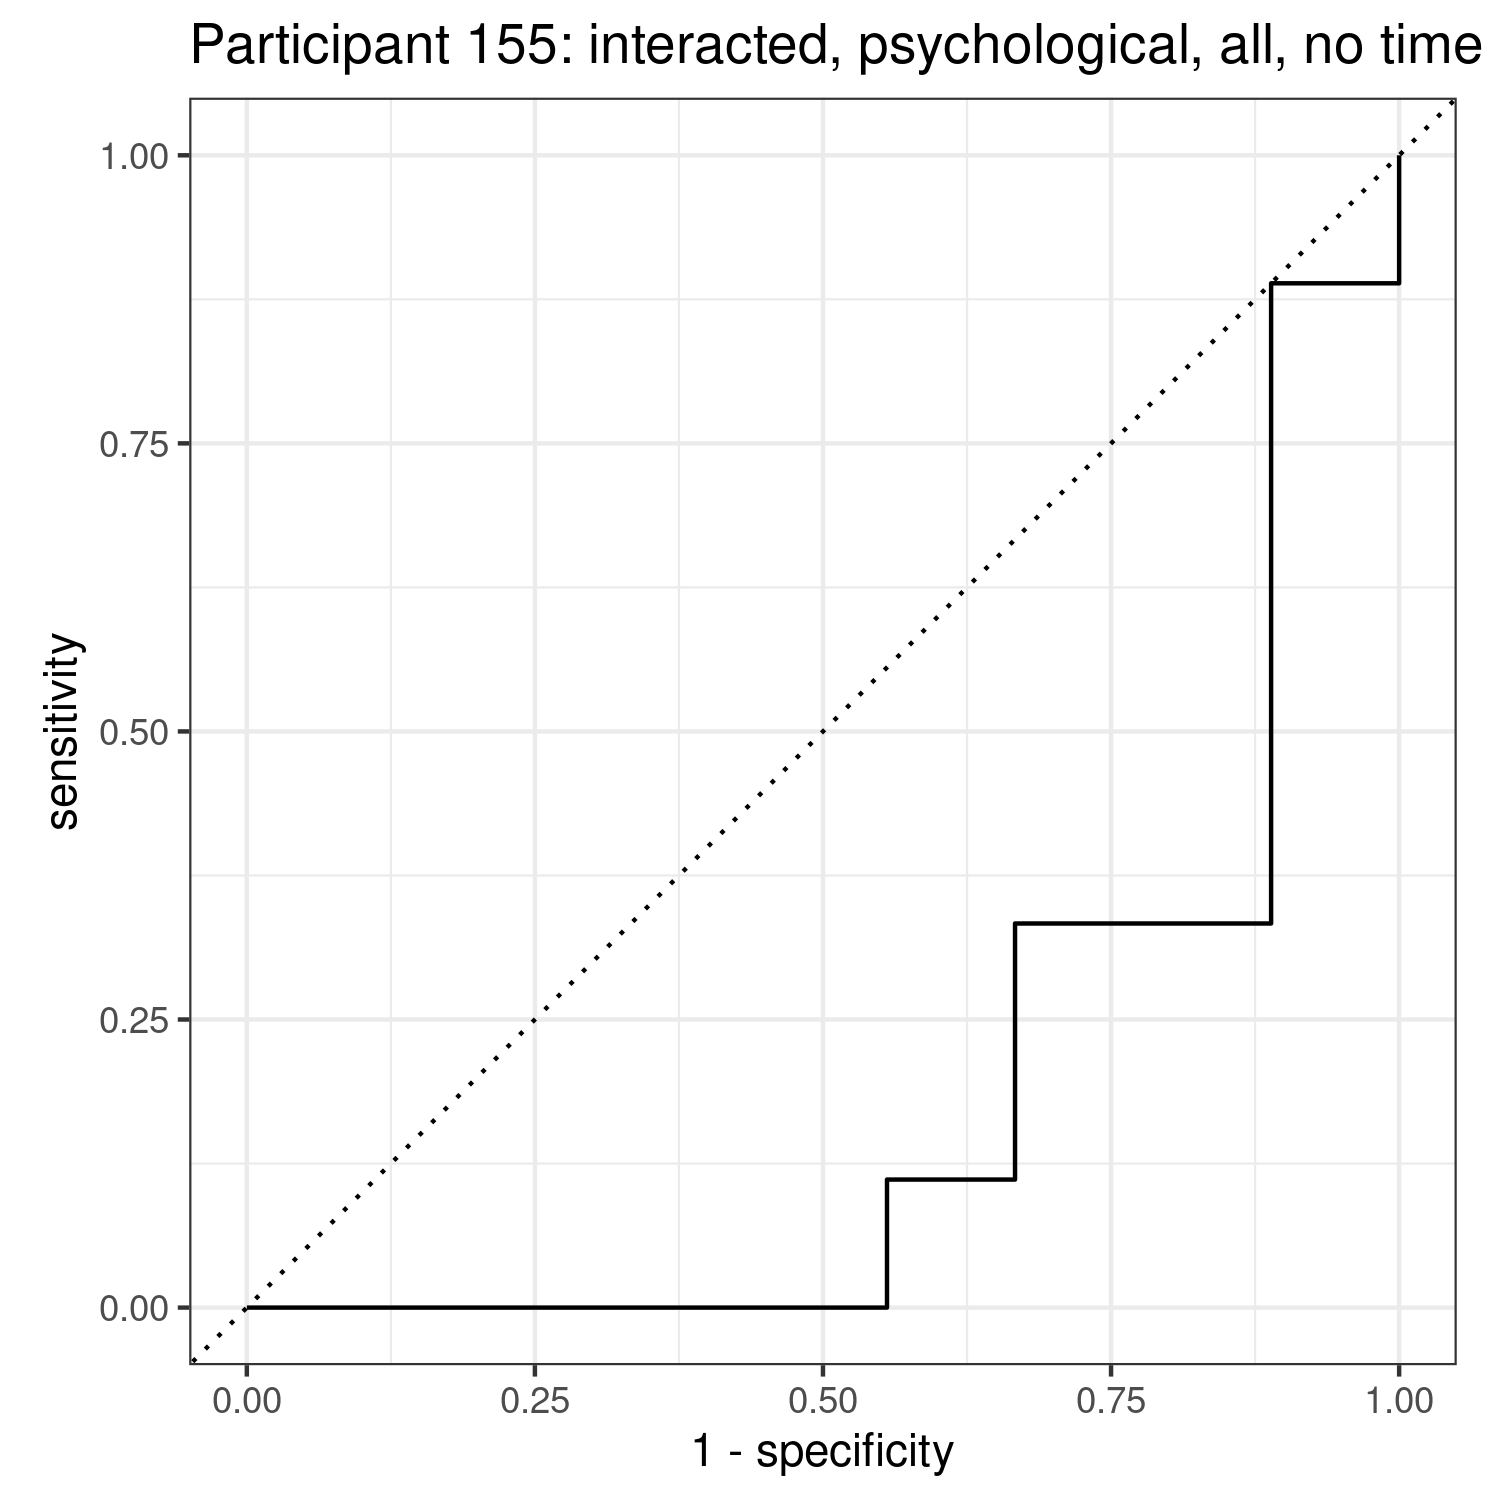 Participant 155: interacted, psychological, all, no time
1.00
0.75
0.50
0.25
0.00
sensitivity
0.00 0.25 0.50 0.75 1.00
1 - specificity